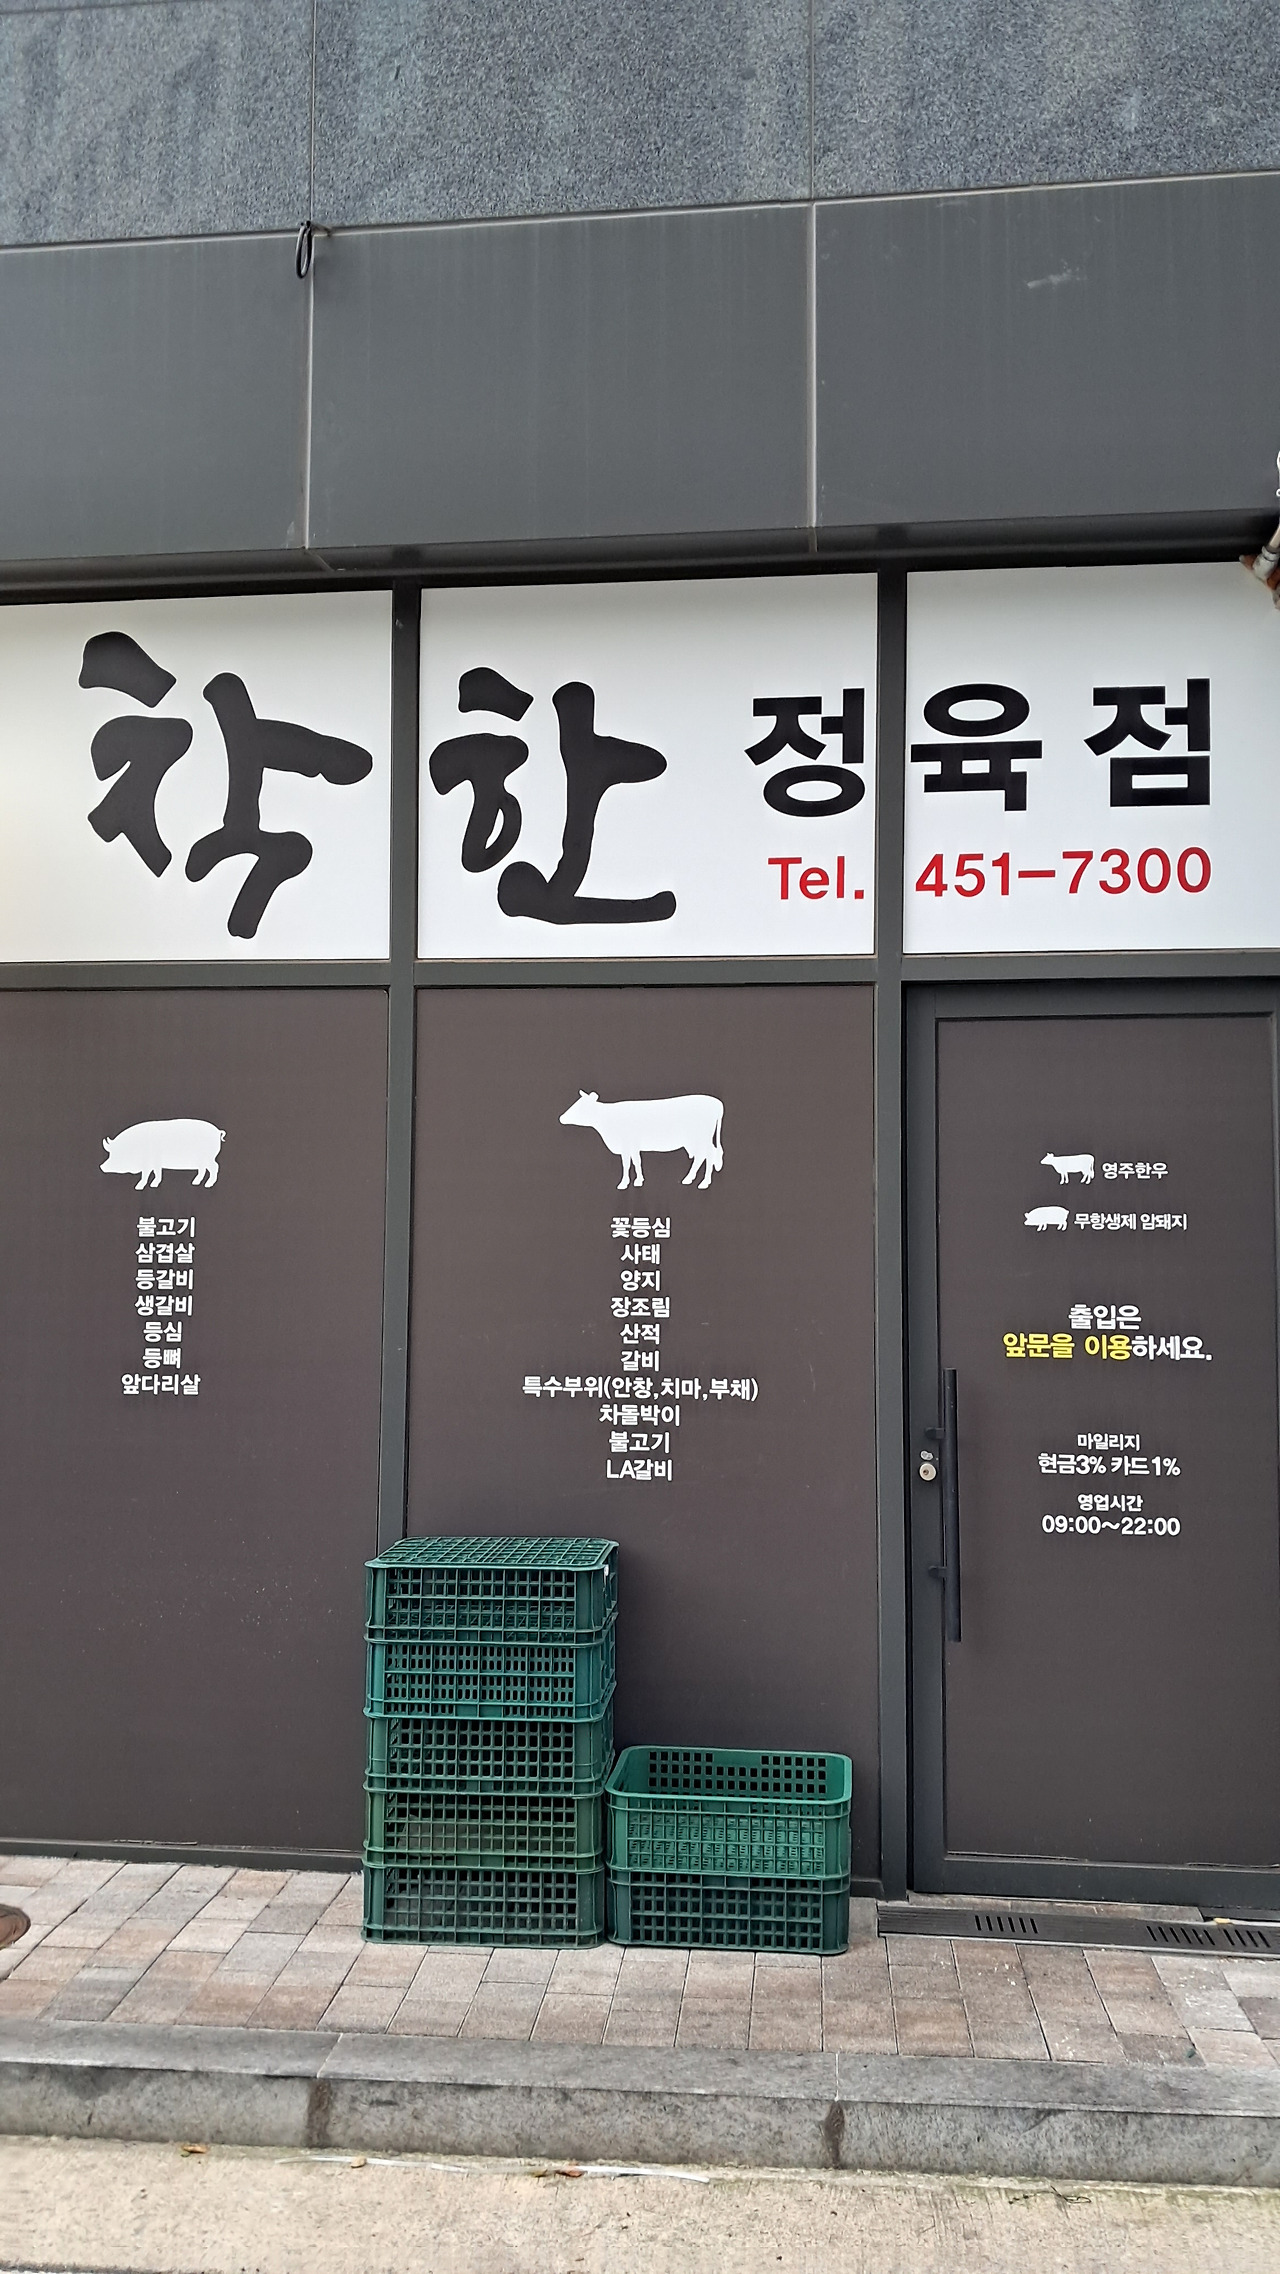 착한 정육점
Tel. 451-7300
불고기
삼겹살
등갈비
생갈비
등심
등뼈
앞다리살
꽃등심
사태
양지
장조림
산적
갈비
특수부위(안창,치마,부채)
차돌박이
불고기
LA갈비
영주한우
무항생제 암돼지
출입은
앞문을 이용하세요.
마일리지
현금3% 카드1%
영업시간
09:00~22:00